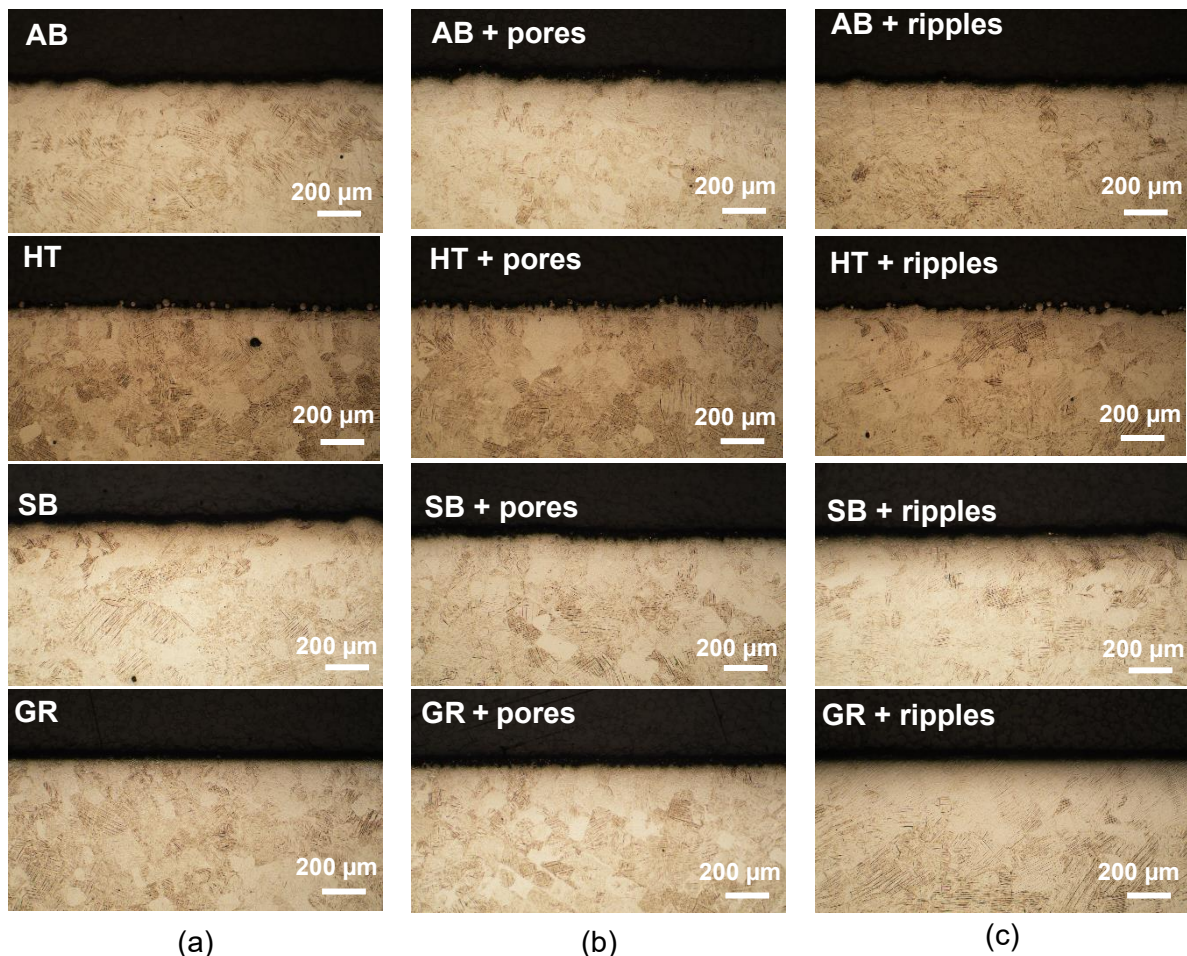 AB
AB + pores
AB + ripples
200 µm
200 µm
200 µm
HT
HT + pores
HT + ripples
200 µm
200 µm
200 µm
SB
SB + pores
SB + ripples
200 µm
200 µm
200 µm
GR
GR + pores
GR + ripples
200 µm
200 µm
200 µm
(a)
(b)
(c)